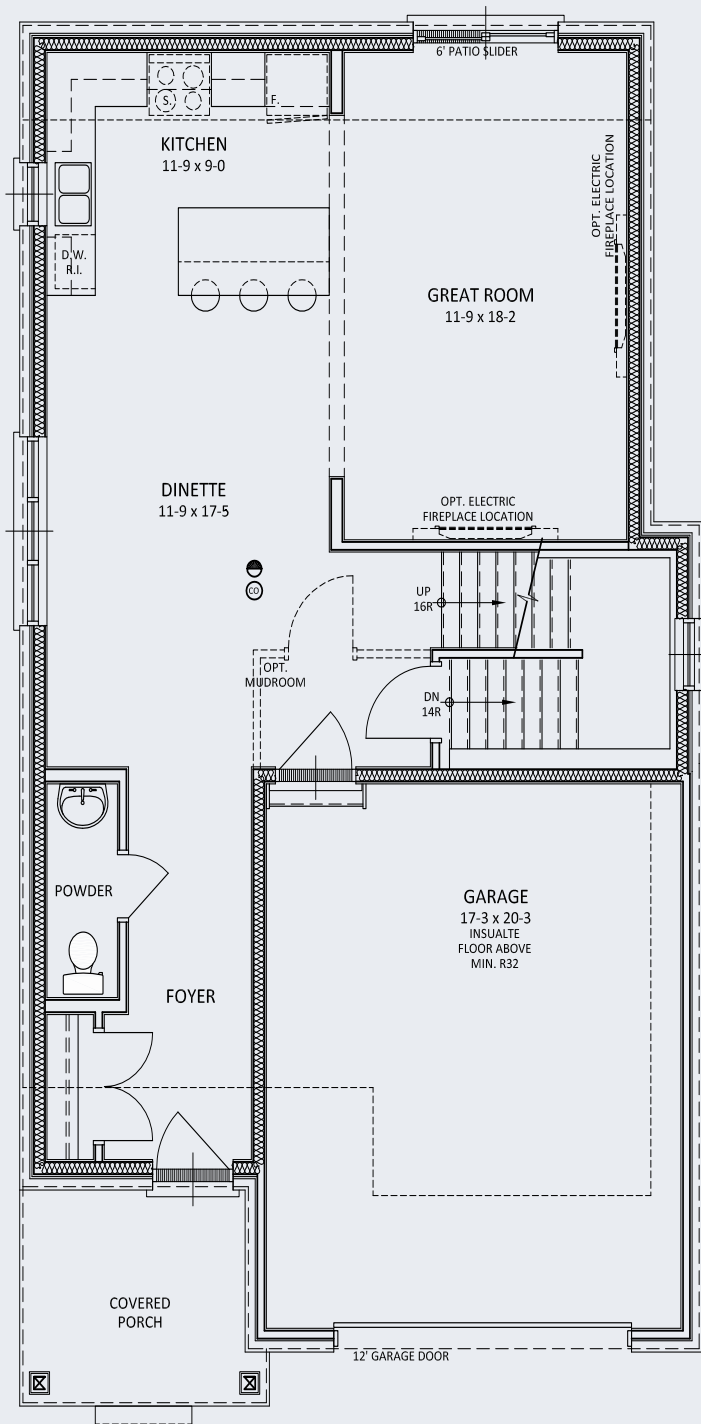 6' PATIO SLIDER
S.
F.
KITCHEN
11-9 x 9-0
OPT. ELECTRIC
FIREPLACE LOCATION
D.W.
R.I.
GREAT ROOM
11-9 x 18-2
DINETTE
11-9 x 17-5
OPT. ELECTRIC
FIREPLACE LOCATION
CO
UP
16R
OPT.
MUDROOM
DN
14R
POWDER
GARAGE
17-3 x 20-3
INSUALTE
FLOOR ABOVE
MIN. R32
FOYER
COVERED
PORCH
12' GARAGE DOOR